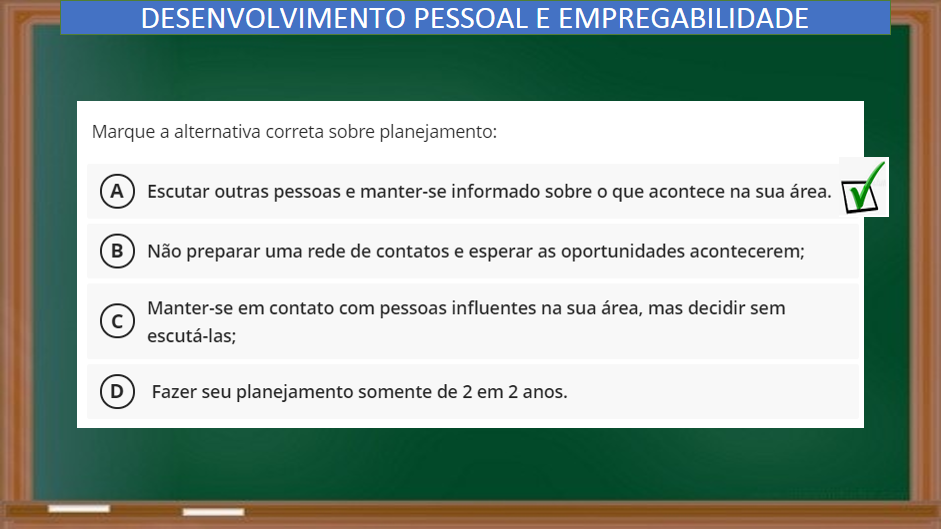 DESENVOLVIMENTO PESSOAL E EMPREGABILIDADE
Marque a alternativa correta sobre planejamento:
A Escutar outras pessoas e manter-se informado sobre o que acontece na sua área.
B Não preparar uma rede de contatos e esperar as oportunidades acontecerem;
C Manter-se em contato com pessoas influentes na sua área, mas decidir sem
escutá-las;
D Fazer seu planejamento somente de 2 em 2 anos.